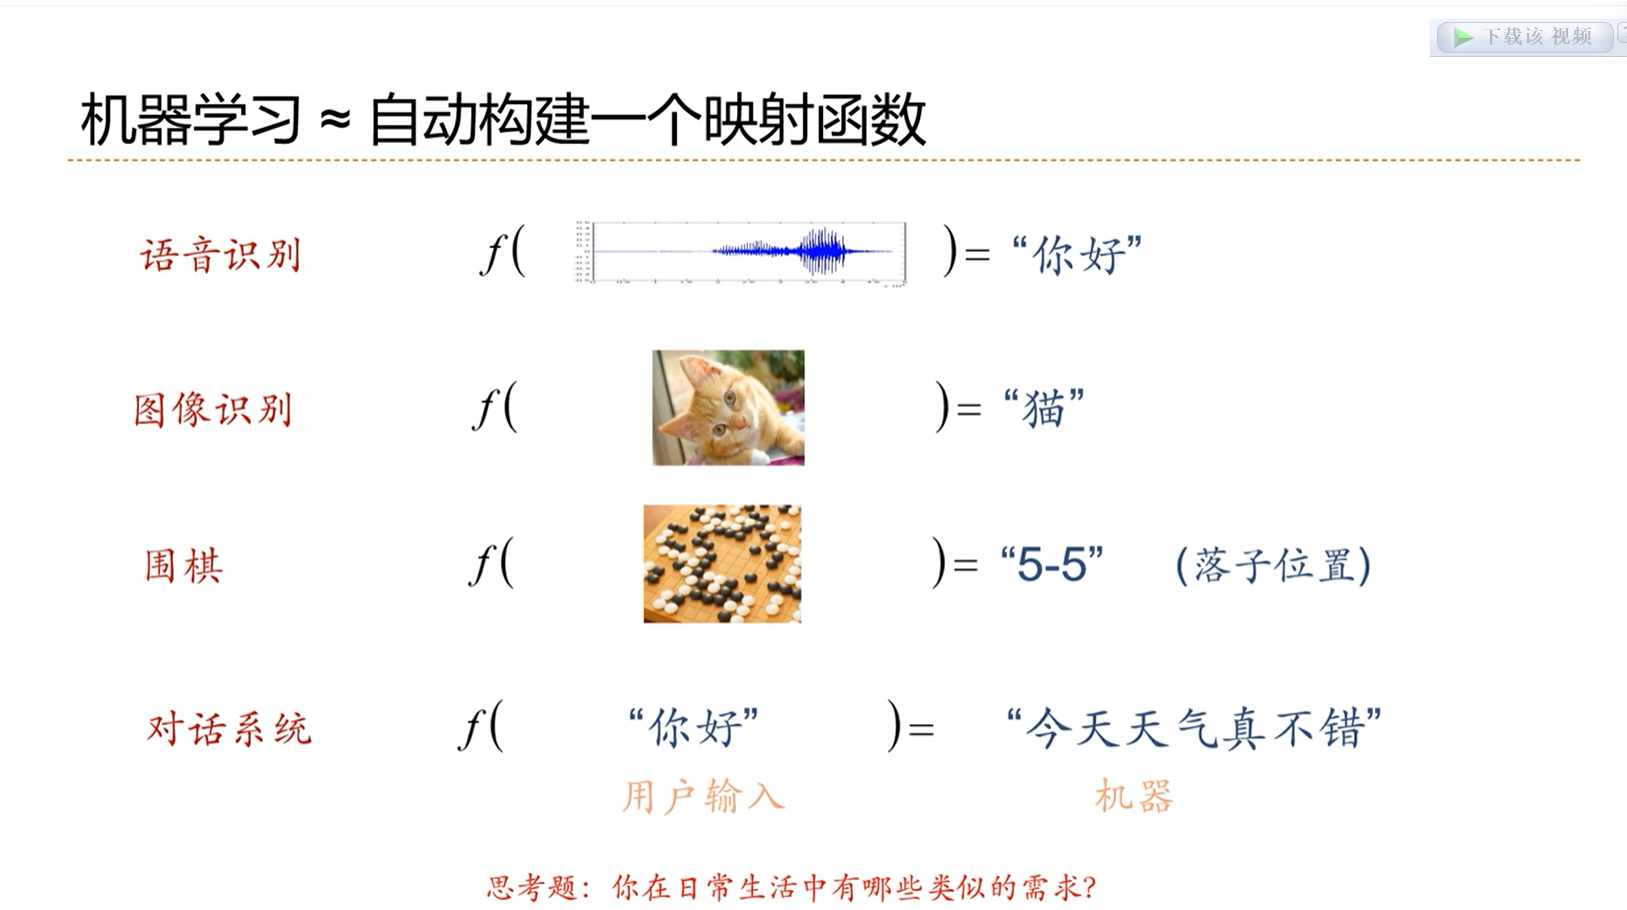 下载该 视频
机器学习 ≈ 自动构建一个映射函数
语音识别 f( )= “你好”
图像识别 f( )= “猫”
围棋 f( )= “5-5” (落子位置)
对话系统 f( “你好” )= “今天天气真不错”
用户输入 机器
思考题：你在日常生活中有哪些类似的需求?